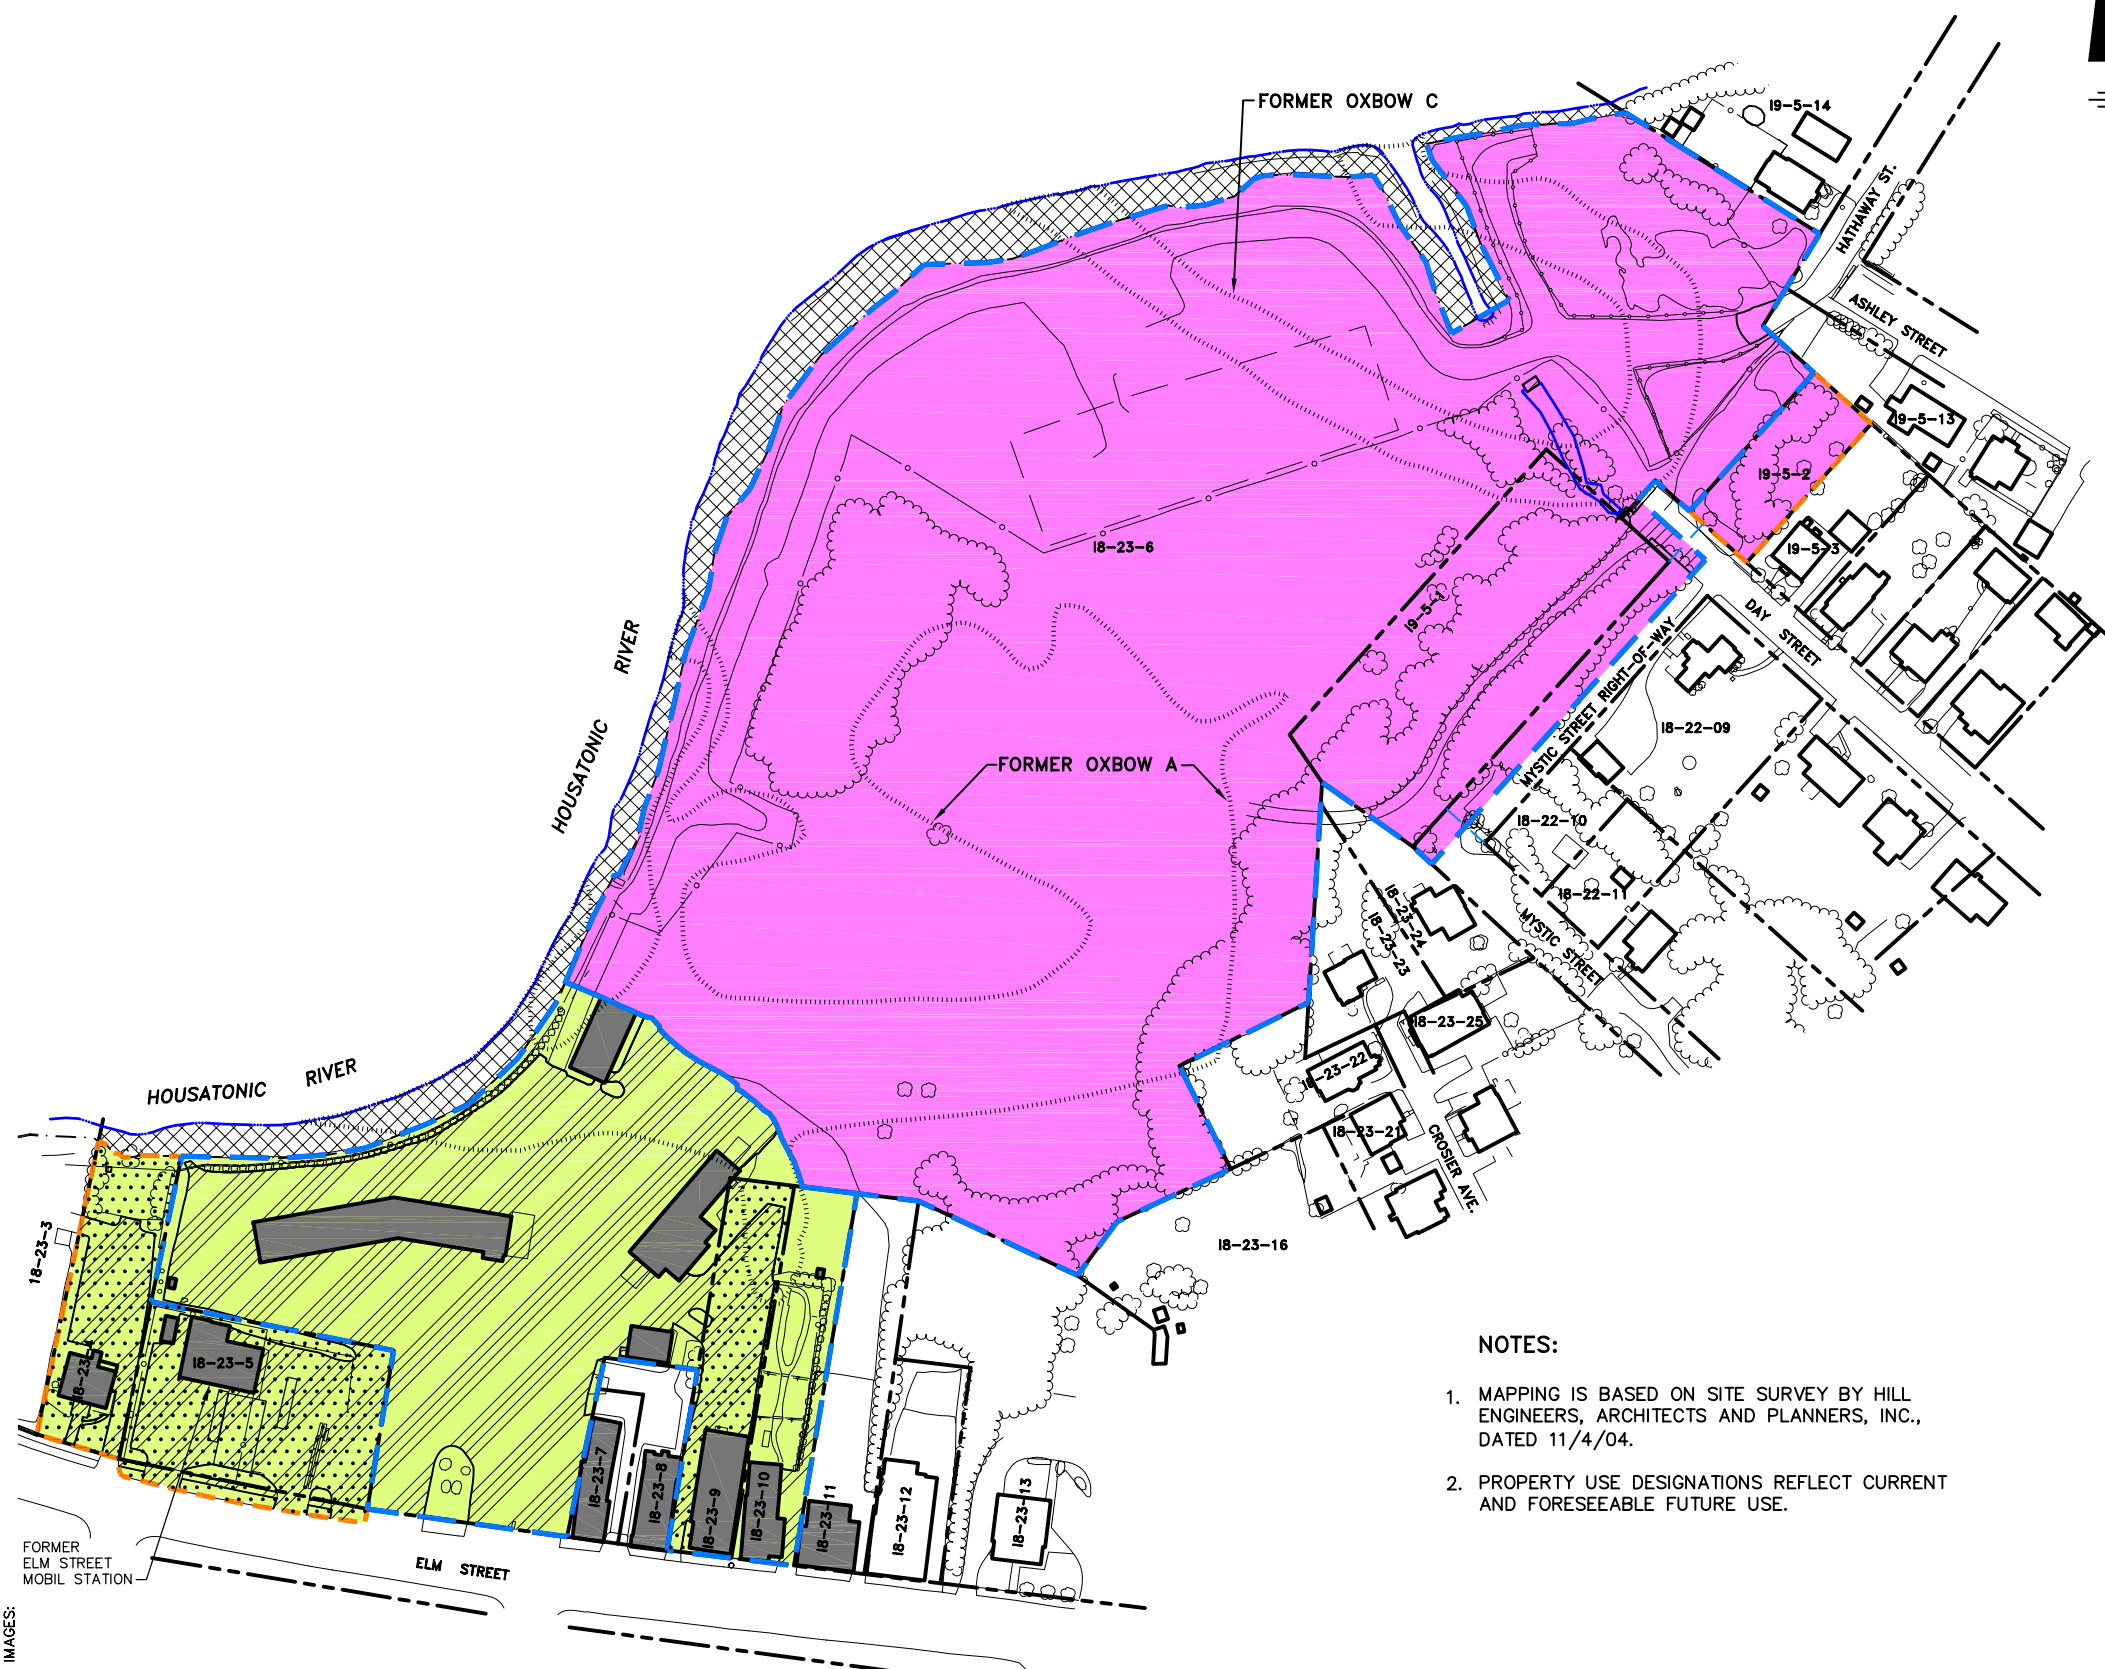 FORMER OXBOW C
19-5-14
HATHAWAY ST.
ASHLEY STREET
19-5-13
19-5-2
19-5-3
18-23-6
19-5-1
DAY STREET
MYSTIC STREET RIGHT-OF-WAY
18-22-09
HOUSATONIC RIVER
FORMER OXBOW A
18-22-10
18-22-11
MYSTIC STREET
18-23-24
18-23-23
18-23-25
18-23-22
18-23-21
CROSIER AVE.
HOUSATONIC RIVER
18-23-16
18-23-3
18-23-5
18-23-7
18-23-8
18-23-9
18-23-10
18-23-11
18-23-12
18-23-13
FORMER
ELM STREET
MOBIL STATION
ELM STREET
IMAGES:
NOTES:
1. MAPPING IS BASED ON SITE SURVEY BY HILL
ENGINEERS, ARCHITECTS AND PLANNERS, INC.,
DATED 11/4/04.
2. PROPERTY USE DESIGNATIONS REFLECT CURRENT
AND FORESEEABLE FUTURE USE.